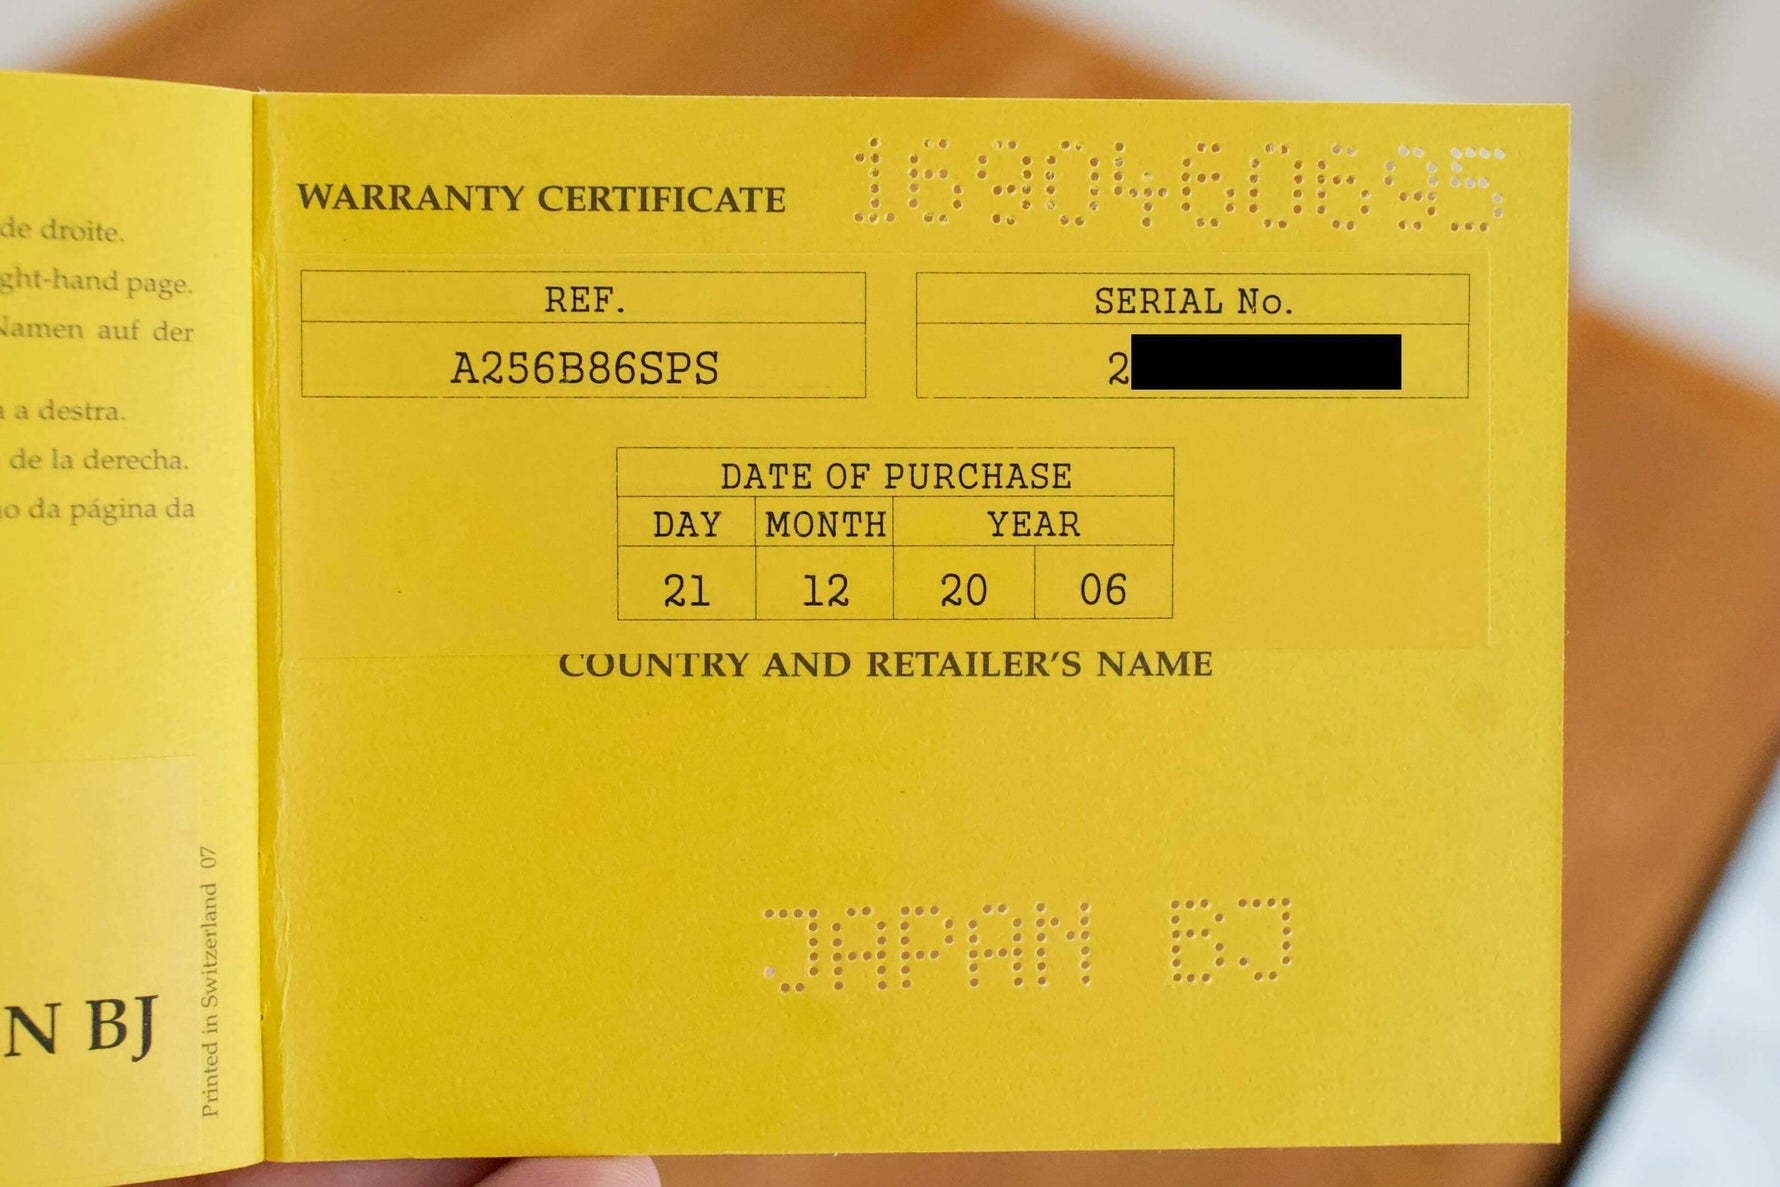 de droite.
ght-hand page.
Namen auf der
a destra.
de la derecha.
da página da
N BJ
Printed in Switzerland 07
WARRANTY CERTIFICATE
1690460695
REF.
A256B86SPS
SERIAL No.
2
DATE OF PURCHASE
DAY MONTH YEAR
21 12 20 06
COUNTRY AND RETAILER'S NAME
JAPAN BJ